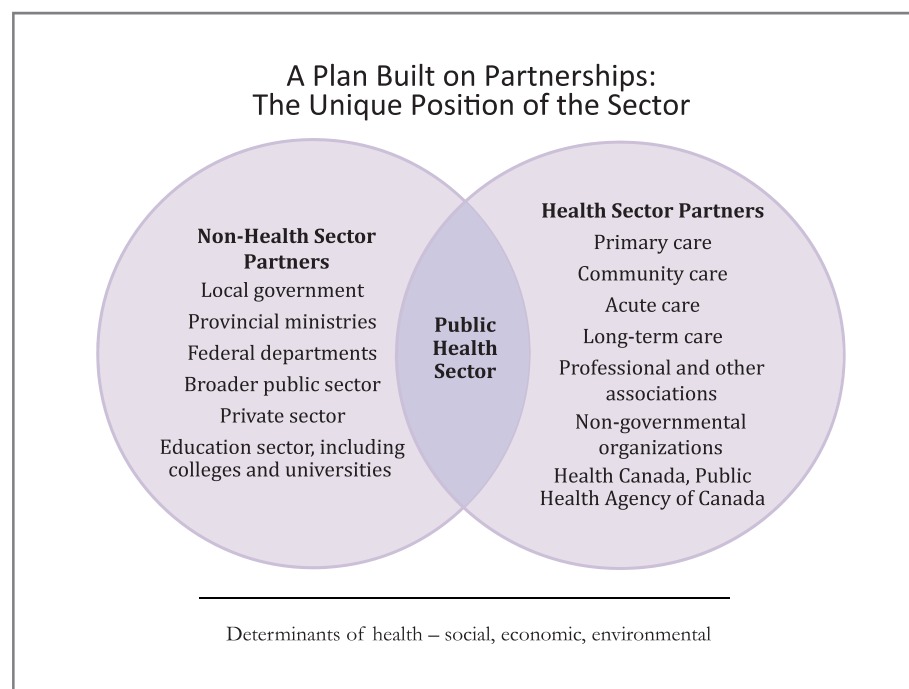 A Plan Built on Partnerships:
The Unique Position of the Sector
Non-Health Sector
Partners
Local government
Provincial ministries
Federal departments
Broader public sector
Private sector
Education sector, including
colleges and universities
Public
Health
Sector
Health Sector Partners
Primary care
Community care
Acute care
Long-term care
Professional and other
associations
Non-governmental
organizations
Health Canada, Public
Health Agency of Canada
Determinants of health – social, economic, environmental